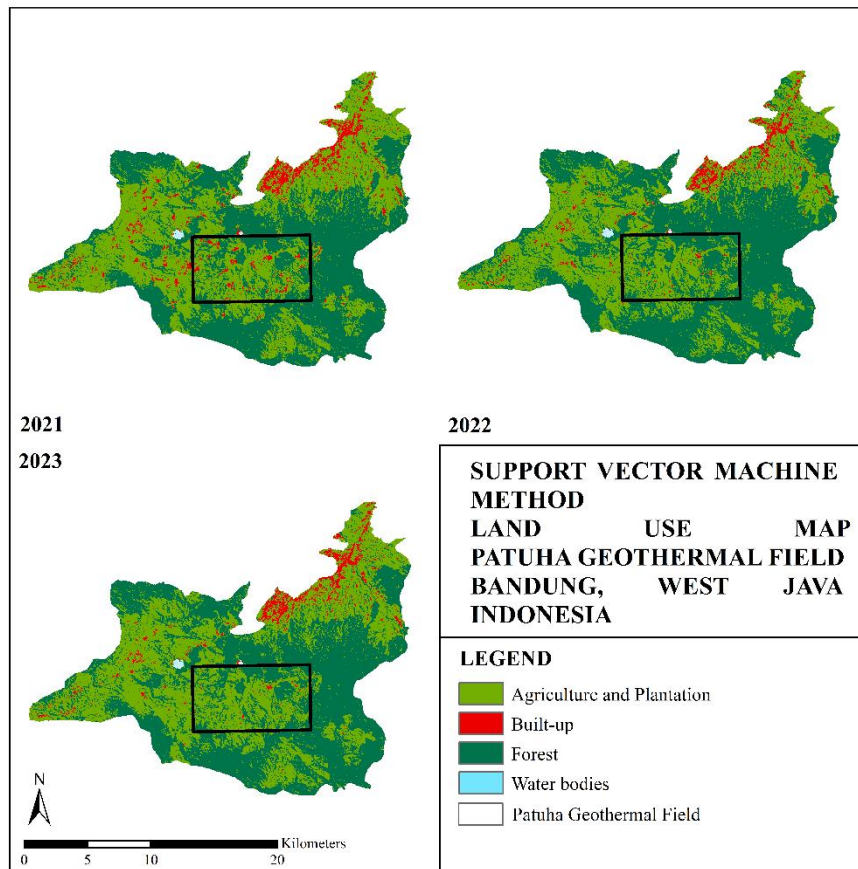 2021
2022
2023
SUPPORT VECTOR MACHINE
METHOD
LAND USE MAP
PATUHA GEOTHERMAL FIELD
BANDUNG, WEST JAVA
INDONESIA
LEGEND
Agriculture and Plantation
Built-up
Forest
Water bodies
Patuha Geothermal Field
N
Kilometers
0 5 10 20